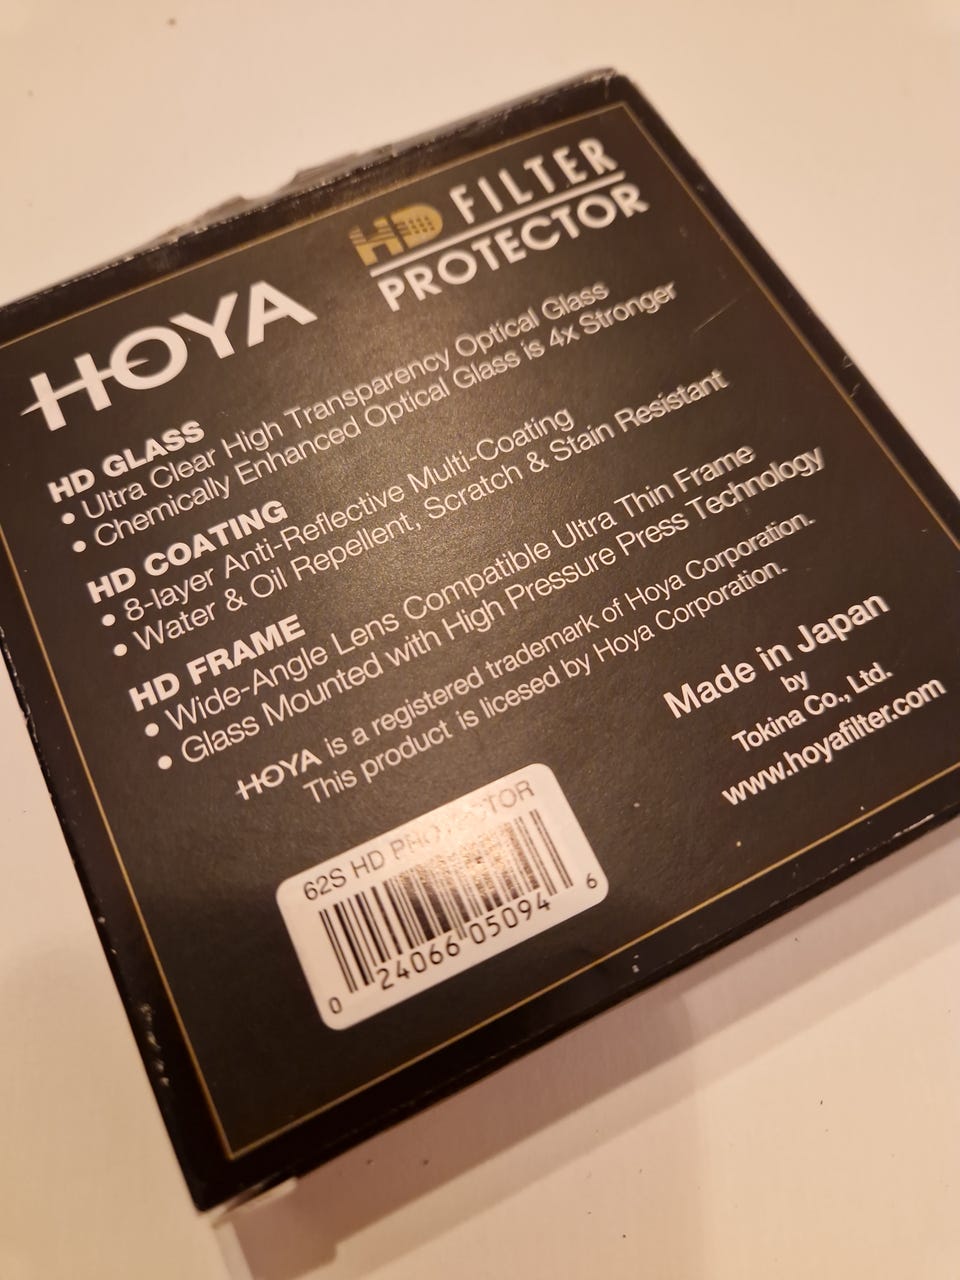 HOYA
HD FILTER
PROTECTOR
HD GLASS
• Ultra Clear High Transparency Optical Glass
• Chemically Enhanced Optical Glass is 4x Stronger
HD COATING
• 8-layer Anti-Reflective Multi-Coating
• Water & Oil Repellent, Scratch & Stain Resistant
HD FRAME
• Wide-Angle Lens Compatible Ultra Thin Frame
• Glass Mounted with High Pressure Press Technology
HOYA is a registered trademark of Hoya Corporation.
This product is licesed by Hoya Corporation.
Made in Japan
by
Tokina Co., Ltd.
www.hoyafilter.com
62S HD PROTECTOR
0 24066 05094 6